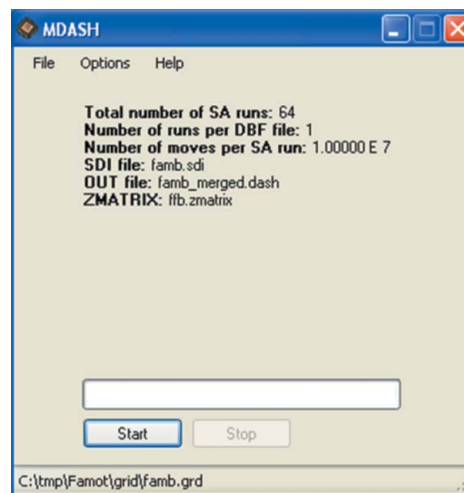 MDASH
File Options Help
Total number of SA runs: 64
Number of runs per DBF file: 1
Number of moves per SA run: 1.00000 E 7
SDI file: famb.sdi
OUT file: famb_merged.dash
ZMATRIX: ffb.zmatrix
Start Stop
C:\tmp\Famot\grid\famb.grd